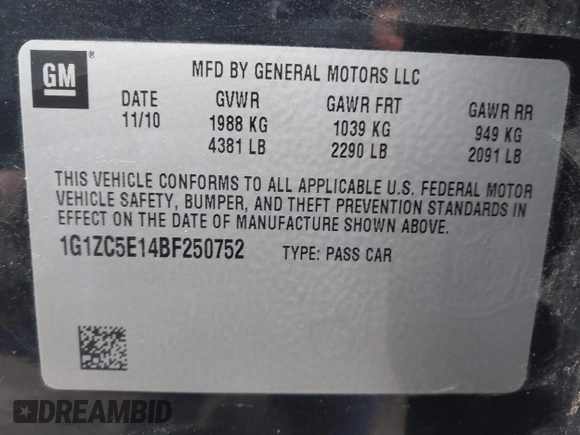 GM®
MFD BY GENERAL MOTORS LLC
DATE GVWR GAWR FRT GAWR RR
11/10 1988 KG 1039 KG 949 KG
4381 LB 2290 LB 2091 LB
THIS VEHICLE CONFORMS TO ALL APPLICABLE U.S. FEDERAL MOTOR
VEHICLE SAFETY, BUMPER, AND THEFT PREVENTION STANDARDS IN
EFFECT ON THE DATE OF MANUFACTURE SHOWN ABOVE.
1G1ZC5E14BF250752 TYPE: PASS CAR
DREAMBID